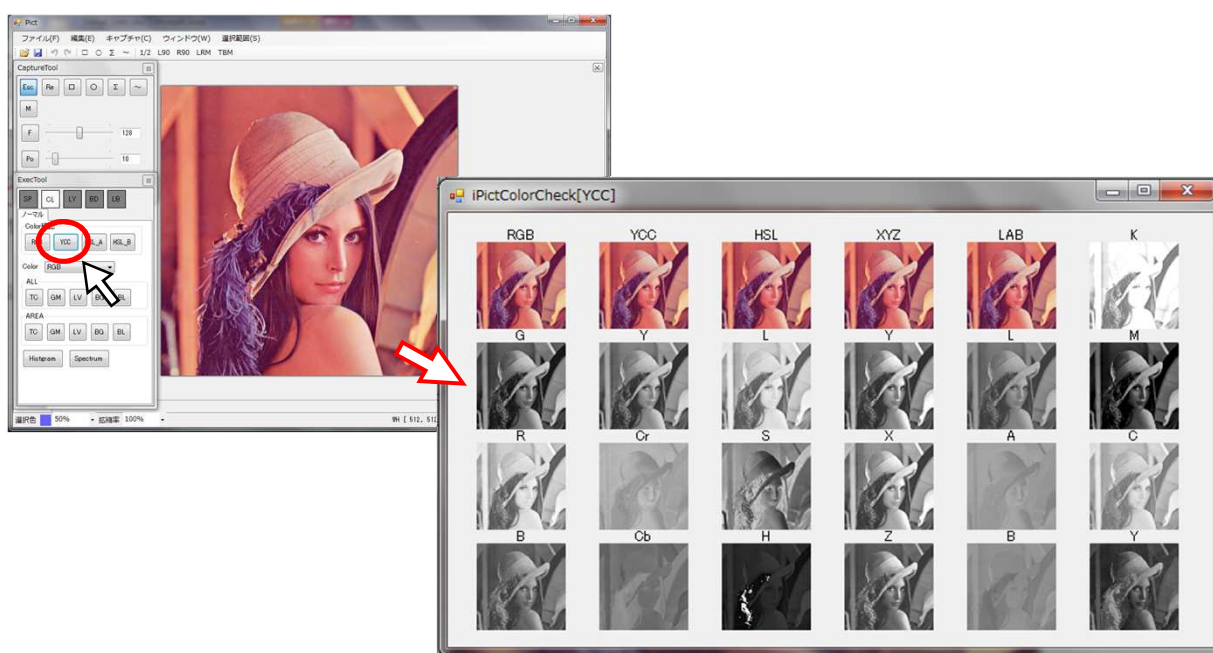 Pict
ファイル(F) 編集(E) キャプチャ(C) ウィンドウ(W) 選択範囲(S)
□ ○ Σ ~ 1/2 L90 R90 LRM TBM
CaptureTool
Esc Re □ ○ Σ ~
M
F 128
Po 10
ExecTool
SP CL LY BD LB
ノーマル
YCC HSL_B
Color RGB
ALL
TC GM LV BG BL
AREA
TC GM LV BG BL
Histgram Spectrum
選択色 50% 拡縮率 100%
iPictColorCheck[YCC]
RGB YCC HSL XYZ LAB K
G Y L Y L M
R Cr S X A C
B Cb H Z B Y